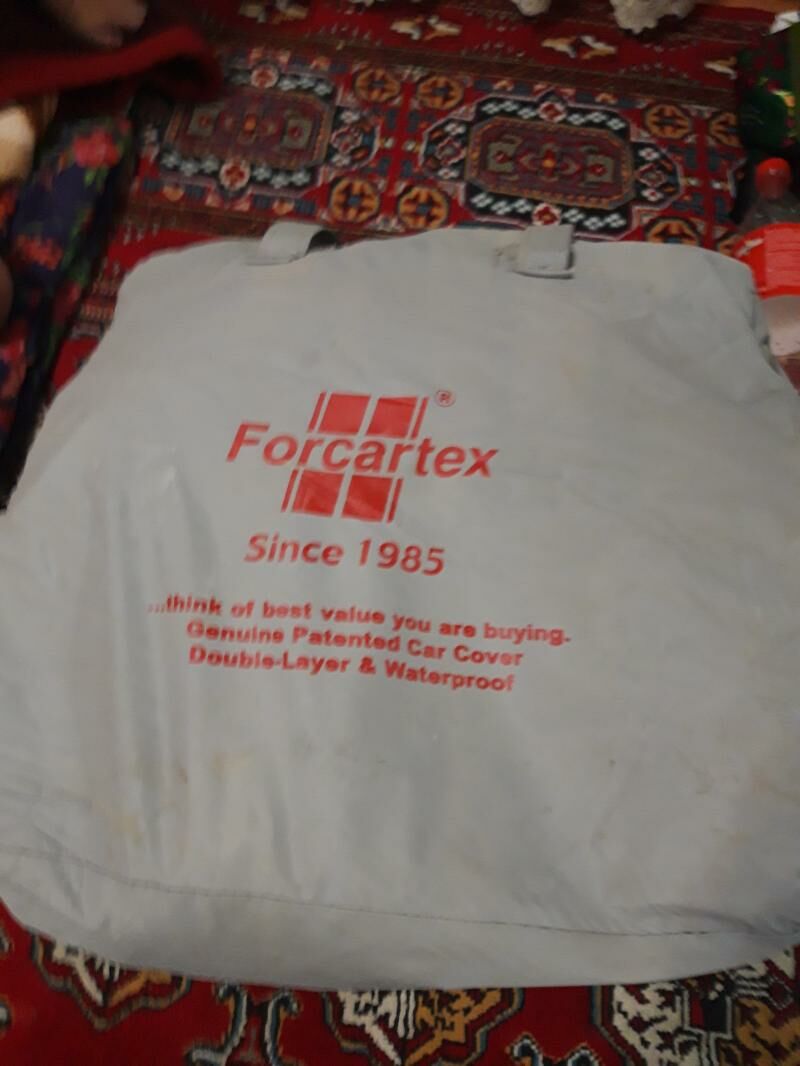 ®
Forcartex
Since 1985
...think of best value you are buying.
Genuine Patented Car Cover
Double-Layer & Waterproof